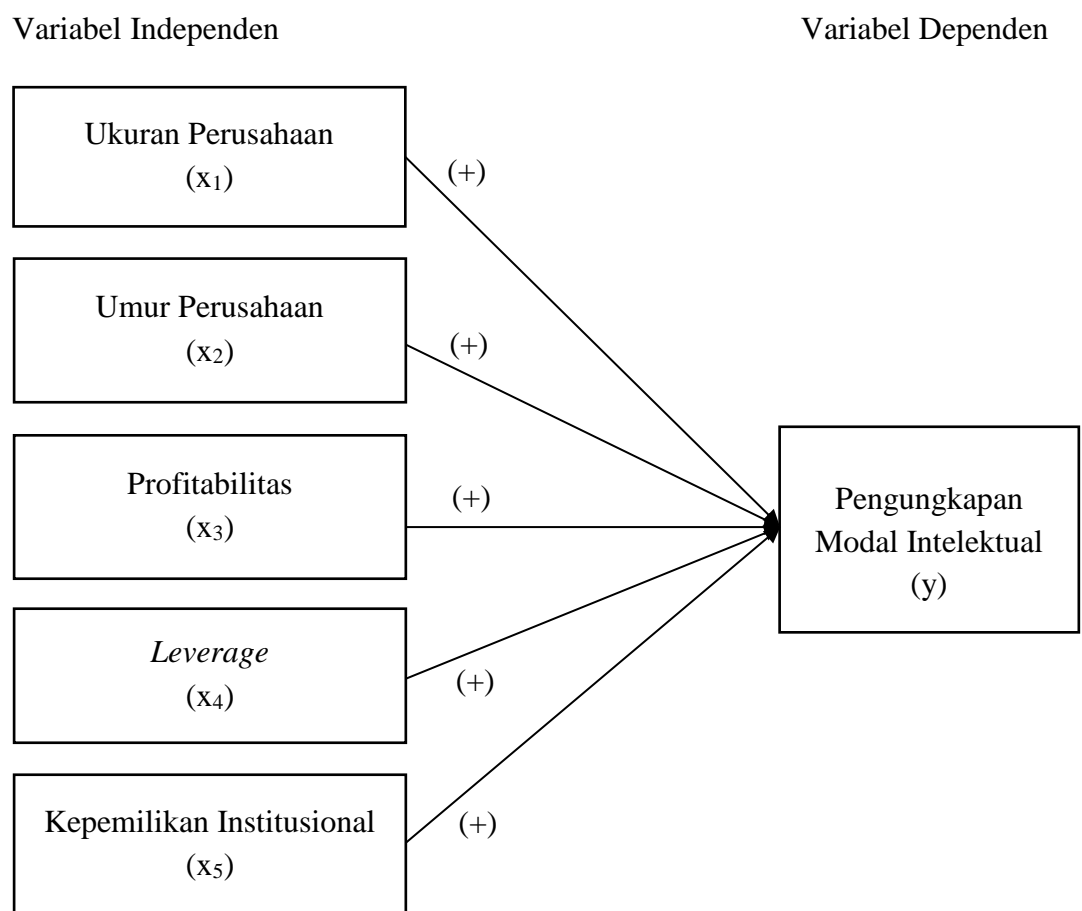 Variabel Independen
Variabel Dependen
Ukuran Perusahaan
(x₁)
(+)
Umur Perusahaan
(x₂)
(+)
Profitabilitas
(x₃)
(+)
Pengungkapan
Modal Intelektual
(y)
Leverage
(x₄)
(+)
Kepemilikan Institusional
(x₅)
(+)